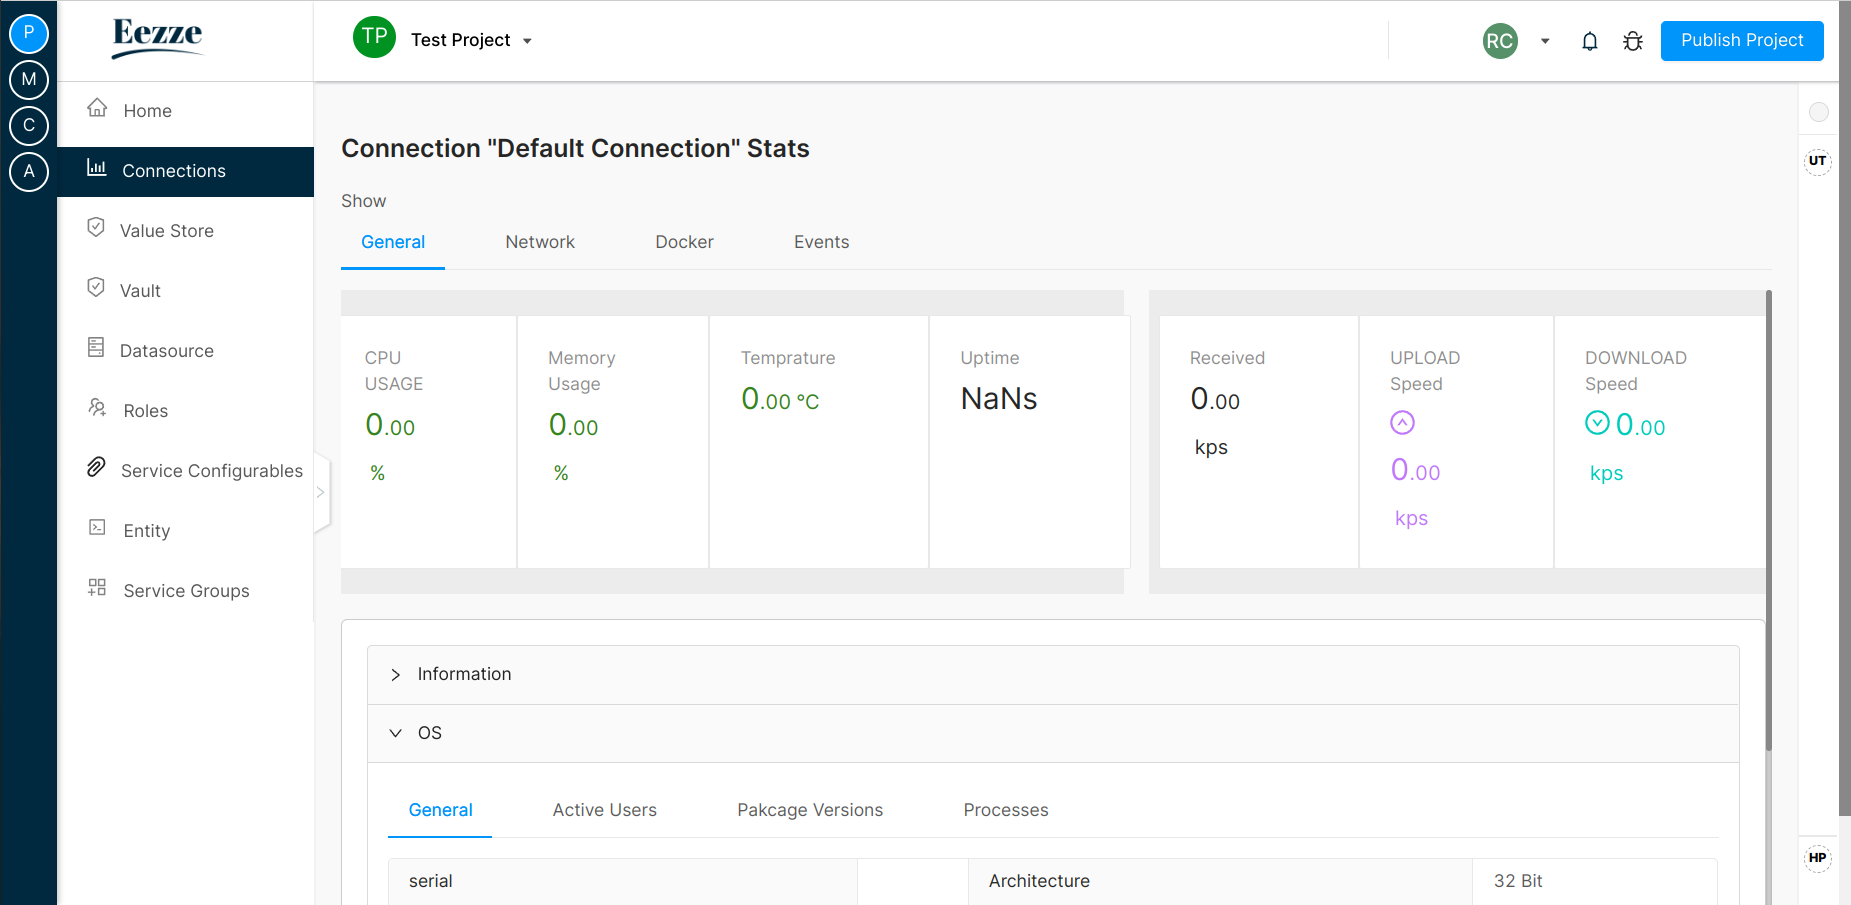 P
M
C
A
Eezze
TP
Test Project
RC
Publish Project
Home
Connections
Value Store
Vault
Datasource
Roles
Service Configurables
Entity
Service Groups
Connection "Default Connection" Stats
Show
General
Network
Docker
Events
CPU
USAGE
0.00
%
Memory
Usage
0.00
%
Temprature
0.00 °C
Uptime
NaNs
Received
0.00
kps
UPLOAD
Speed
0.00
kps
DOWNLOAD
Speed
0.00
kps
Information
OS
General
Active Users
Pakcage Versions
Processes
serial
Architecture
32 Bit
UT
HP